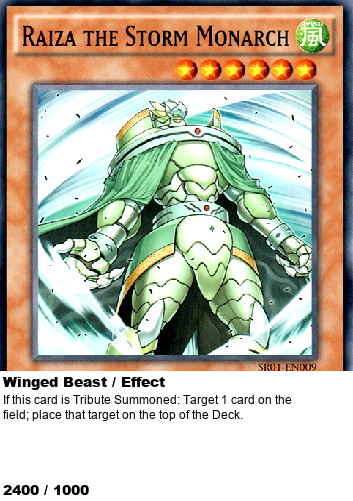 RAIZA THE STORM MONARCH 風
SR01-EN009
Winged Beast / Effect
If this card is Tribute Summoned: Target 1 card on the
field; place that target on the top of the Deck.
2400 / 1000